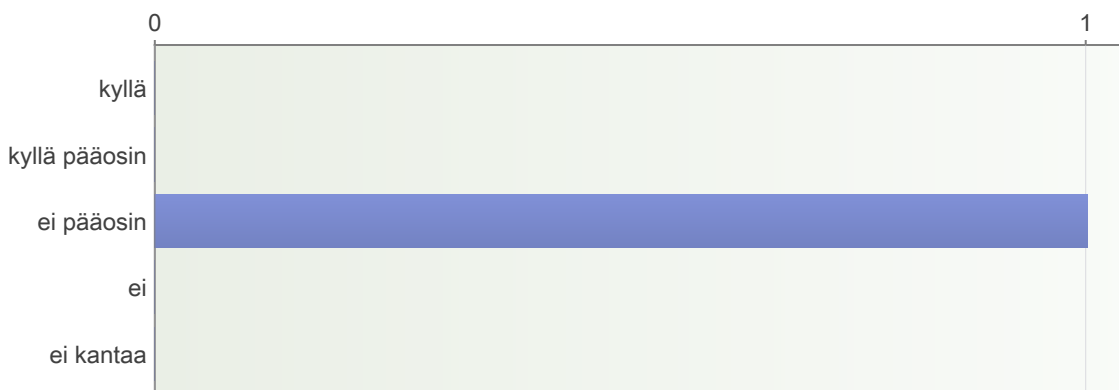 0 1
kyllä
kyllä pääosin
ei pääosin
ei
ei kantaa